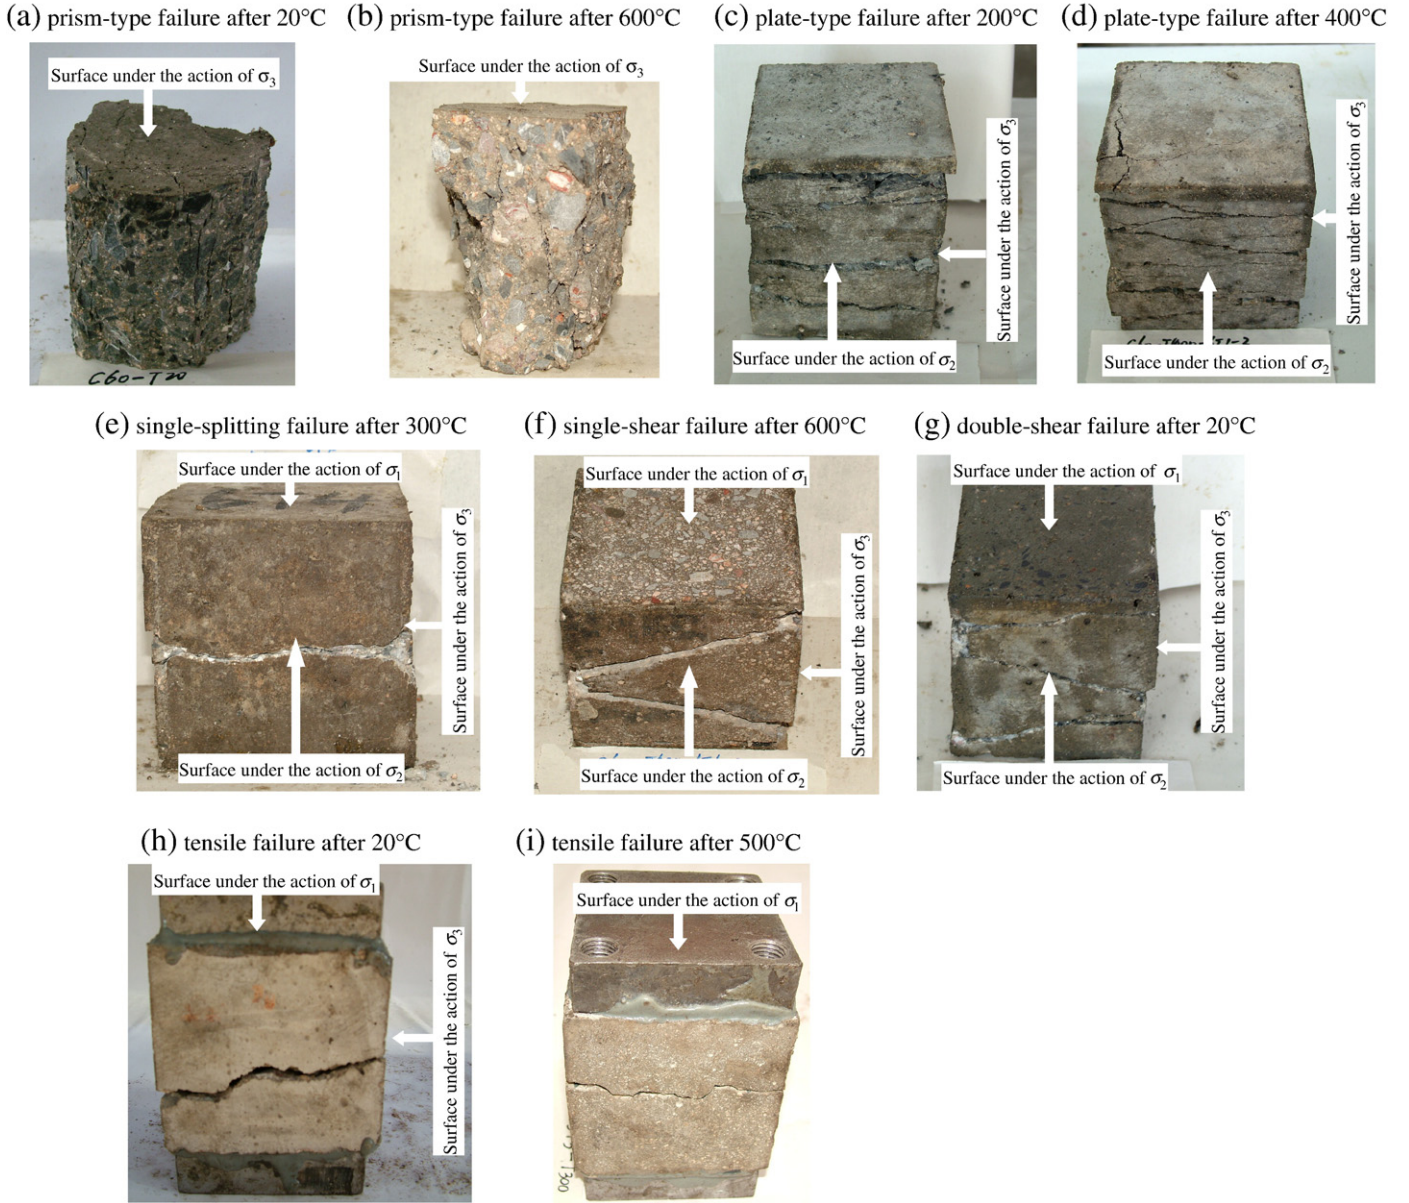 (a) prism-type failure after 20°C
(b) prism-type failure after 600°C
(c) plate-type failure after 200°C
(d) plate-type failure after 400°C
Surface under the action of σ3
C60-T20
Surface under the action of σ3
Surface under the action of σ3
Surface under the action of σ2
Surface under the action of σ3
Surface under the action of σ2
(e) single-splitting failure after 300°C
(f) single-shear failure after 600°C
(g) double-shear failure after 20°C
Surface under the action of σ1
Surface under the action of σ3
Surface under the action of σ2
Surface under the action of σ1
Surface under the action of σ3
Surface under the action of σ2
Surface under the action of σ1
Surface under the action of σ3
Surface under the action of σ2
(h) tensile failure after 20°C
(i) tensile failure after 500°C
Surface under the action of σ1
Surface under the action of σ3
Surface under the action of σ1